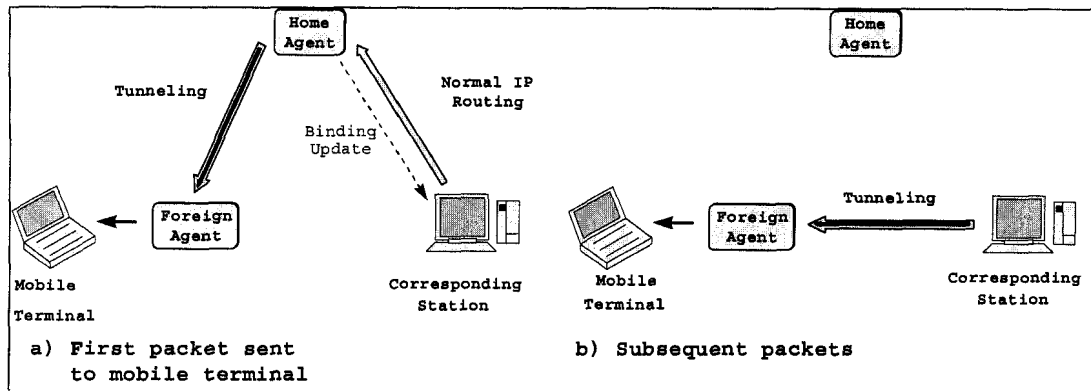 Home
Agent
Tunneling
Normal IP
Routing
Binding
Update
Foreign
Agent
Mobile
Terminal
Corresponding
Station
a) First packet sent
to mobile terminal
Home
Agent
Tunneling
Foreign
Agent
Mobile
Terminal
Corresponding
Station
b) Subsequent packets